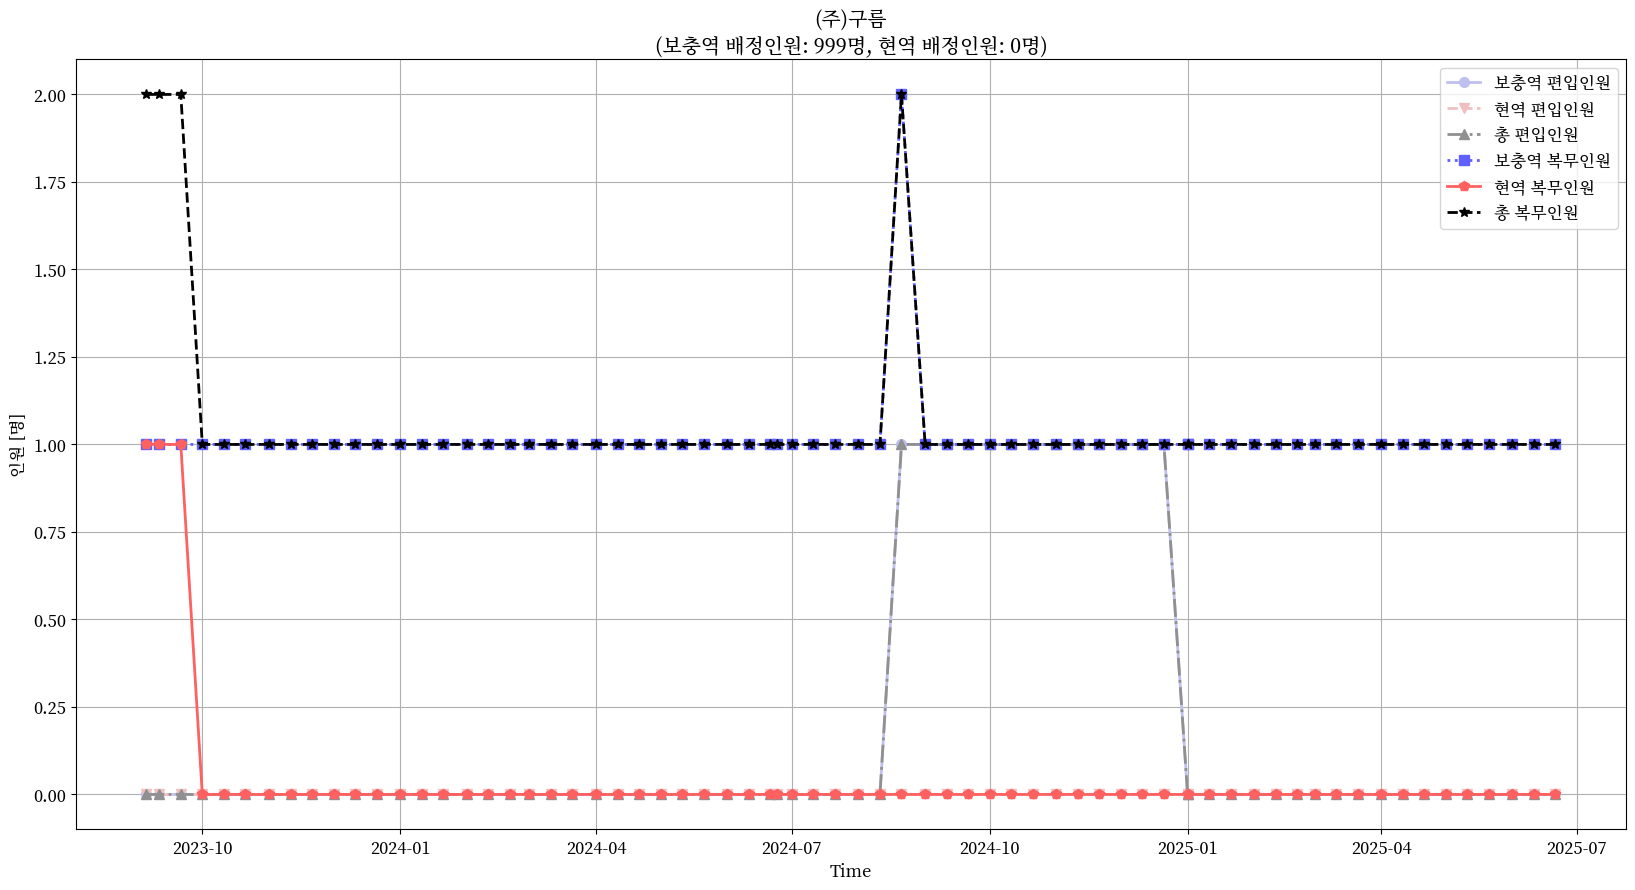 (주)구름
(보충역 배정인원: 999명, 현역 배정인원: 0명)
보충역 편입인원
현역 편입인원
총 편입인원
보충역 복무인원
현역 복무인원
총 복무인원
인원 [명]
2.00
1.75
1.50
1.25
1.00
0.75
0.50
0.25
0.00
2023-10
2024-01
2024-04
2024-07
2024-10
2025-01
2025-04
2025-07
Time